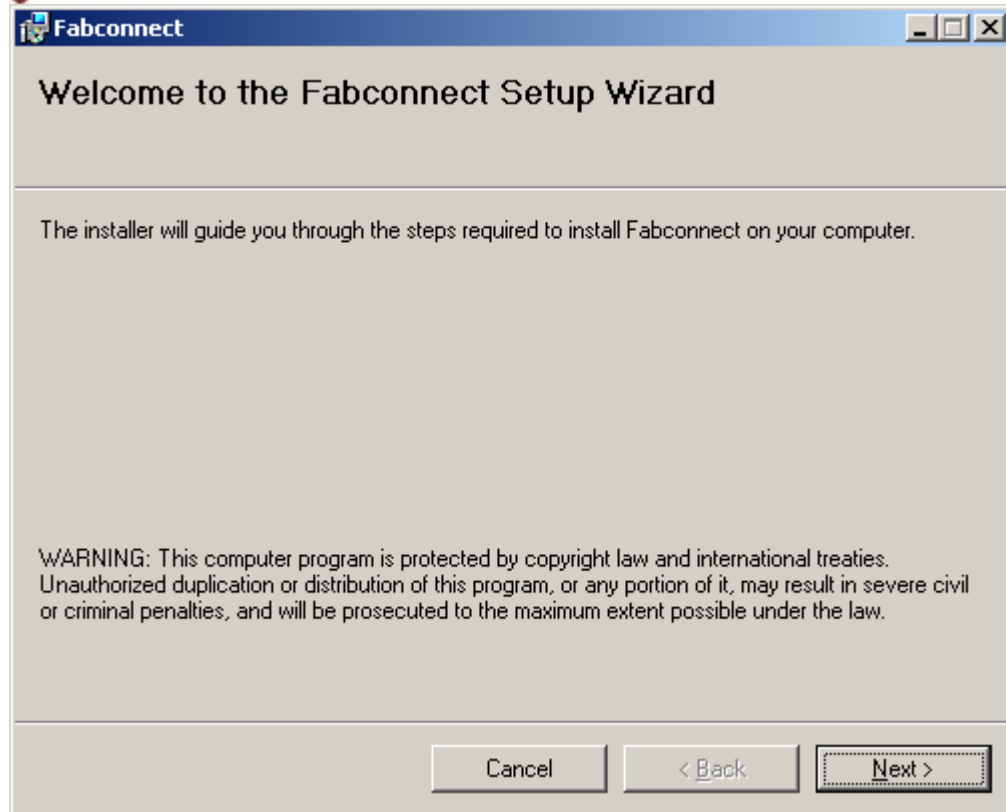 Fabconnect
Welcome to the Fabconnect Setup Wizard
The installer will guide you through the steps required to install Fabconnect on your computer.
WARNING: This computer program is protected by copyright law and international treaties.
Unauthorized duplication or distribution of this program, or any portion of it, may result in severe civil
or criminal penalties, and will be prosecuted to the maximum extent possible under the law.
Cancel < Back Next >